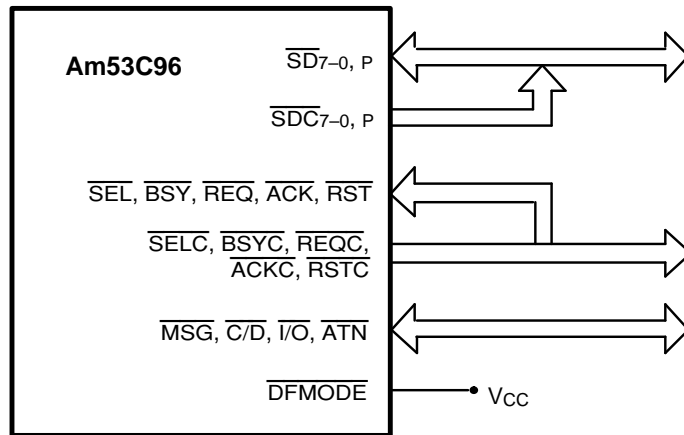 Am53C96
SD7–0, P
SDC7–0, P
SEL, BSY, REQ, ACK, RST
SELC, BSYC, REQC,
ACKC, RSTC
MSG, C/D, I/O, ATN
DFMODE
VCC